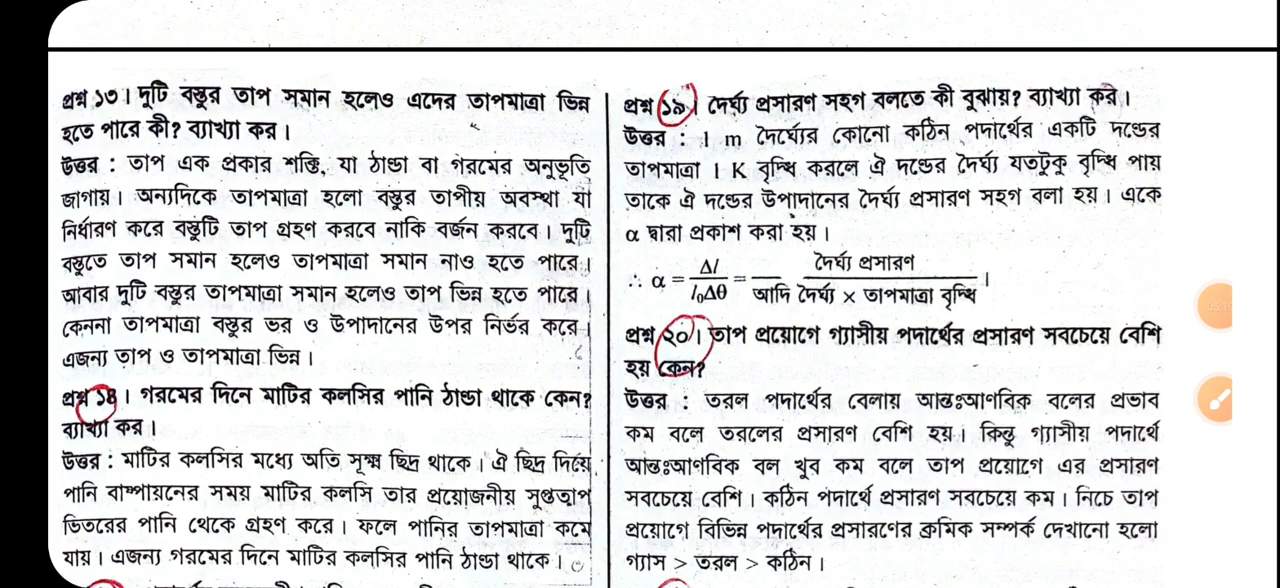 প্রশ্ন ১৩। দুটি বস্তুর তাপ সমান হলেও এদের তাপমাত্রা ভিন্ন
হতে পারে কী? ব্যাখ্যা কর।
উত্তর : তাপ এক প্রকার শক্তি, যা ঠান্ডা বা গরমের অনুভূতি
জাগায়। অন্যদিকে তাপমাত্রা হলো বস্তুর তাপীয় অবস্থা যা
নির্ধারণ করে বস্তুটি তাপ গ্রহণ করবে নাকি বর্জন করবে। দুটি
বস্তুতে তাপ সমান হলেও তাপমাত্রা সমান নাও হতে পারে।
আবার দুটি বস্তুর তাপমাত্রা সমান হলেও তাপ ভিন্ন হতে পারে।
কেননা তাপমাত্রা বস্তুর ভর ও উপাদানের উপর নির্ভর করে।
এজন্য তাপ ও তাপমাত্রা ভিন্ন।
প্রশ্ন ১৪। গরমের দিনে মাটির কলসির পানি ঠান্ডা থাকে কেন?
ব্যাখ্যা কর।
উত্তর : মাটির কলসির মধ্যে অতি সূক্ষ্ম ছিদ্র থাকে। ঐ ছিদ্র দিয়ে
পানি বাষ্পায়নের সময় মাটির কলসি তার প্রয়োজনীয় সুপ্ততাপ
ভিতরের পানি থেকে গ্রহণ করে। ফলে পানির তাপমাত্রা কমে
যায়। এজন্য গরমের দিনে মাটির কলসির পানি ঠান্ডা থাকে।
প্রশ্ন ১৯। দৈর্ঘ্য প্রসারণ সহগ বলতে কী বুঝায়? ব্যাখ্যা কর।
উত্তর : 1 m দৈর্ঘ্যের কোনো কঠিন পদার্থের একটি দণ্ডের
তাপমাত্রা 1 K বৃদ্ধি করলে ঐ দণ্ডের দৈর্ঘ্য যতটুকু বৃদ্ধি পায়
তাকে ঐ দণ্ডের উপাদানের দৈর্ঘ্য প্রসারণ সহগ বলা হয়। একে
α দ্বারা প্রকাশ করা হয়।
∴ α = Δl / l₀Δθ = দৈর্ঘ্য প্রসারণ / আদি দৈর্ঘ্য × তাপমাত্রা বৃদ্ধি ।
প্রশ্ন ২০। তাপ প্রয়োগে গ্যাসীয় পদার্থের প্রসারণ সবচেয়ে বেশি
হয় কেন?
উত্তর : তরল পদার্থের বেলায় আন্তঃআণবিক বলের প্রভাব
কম বলে তরলের প্রসারণ বেশি হয়। কিন্তু গ্যাসীয় পদার্থে
আন্তঃআণবিক বল খুব কম বলে তাপ প্রয়োগে এর প্রসারণ
সবচেয়ে বেশি। কঠিন পদার্থে প্রসারণ সবচেয়ে কম। নিচে তাপ
প্রয়োগে বিভিন্ন পদার্থের প্রসারণের ক্রমিক সম্পর্ক দেখানো হলো
গ্যাস > তরল > কঠিন।